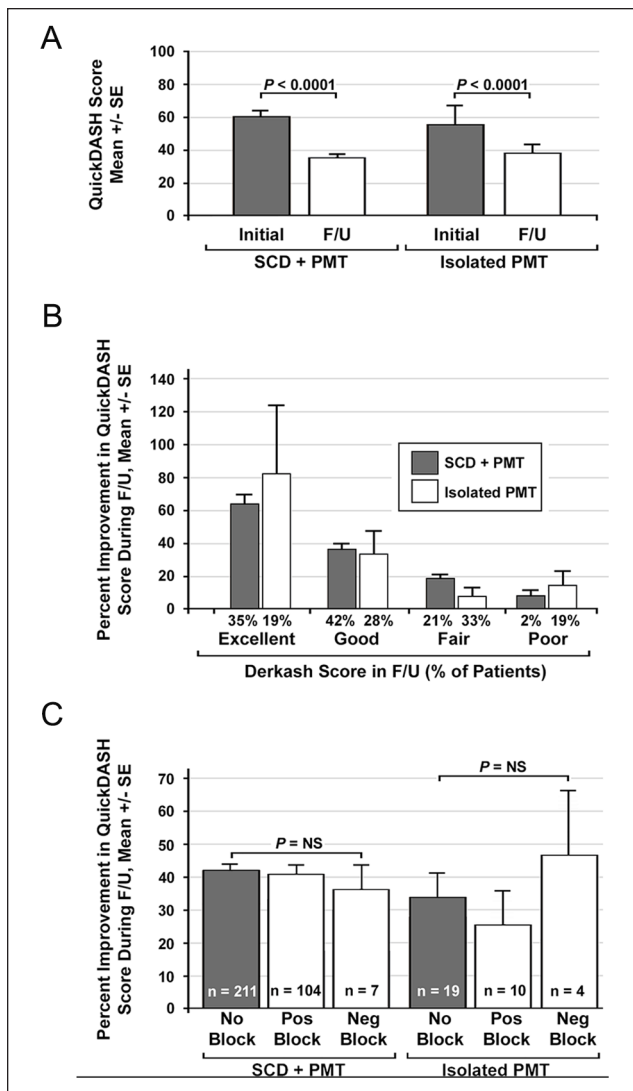 A
QuickDASH Score
Mean +/- SE
100
80
60
40
20
0
P < 0.0001
P < 0.0001
Initial F/U Initial F/U
SCD + PMT Isolated PMT
B
Percent Improvement in QuickDASH
Score During F/U, Mean +/- SE
140
120
100
80
60
40
20
0
SCD + PMT
Isolated PMT
35% 19% 42% 28% 21% 33% 2% 19%
Excellent Good Fair Poor
Derkash Score in F/U (% of Patients)
C
Percent Improvement in QuickDASH
Score During F/U, Mean +/- SE
70
60
50
40
30
20
10
0
P = NS
P = NS
n = 211 n = 104 n = 7 n = 19 n = 10 n = 4
No Pos Neg No Pos Neg
Block Block Block Block Block Block
SCD + PMT Isolated PMT